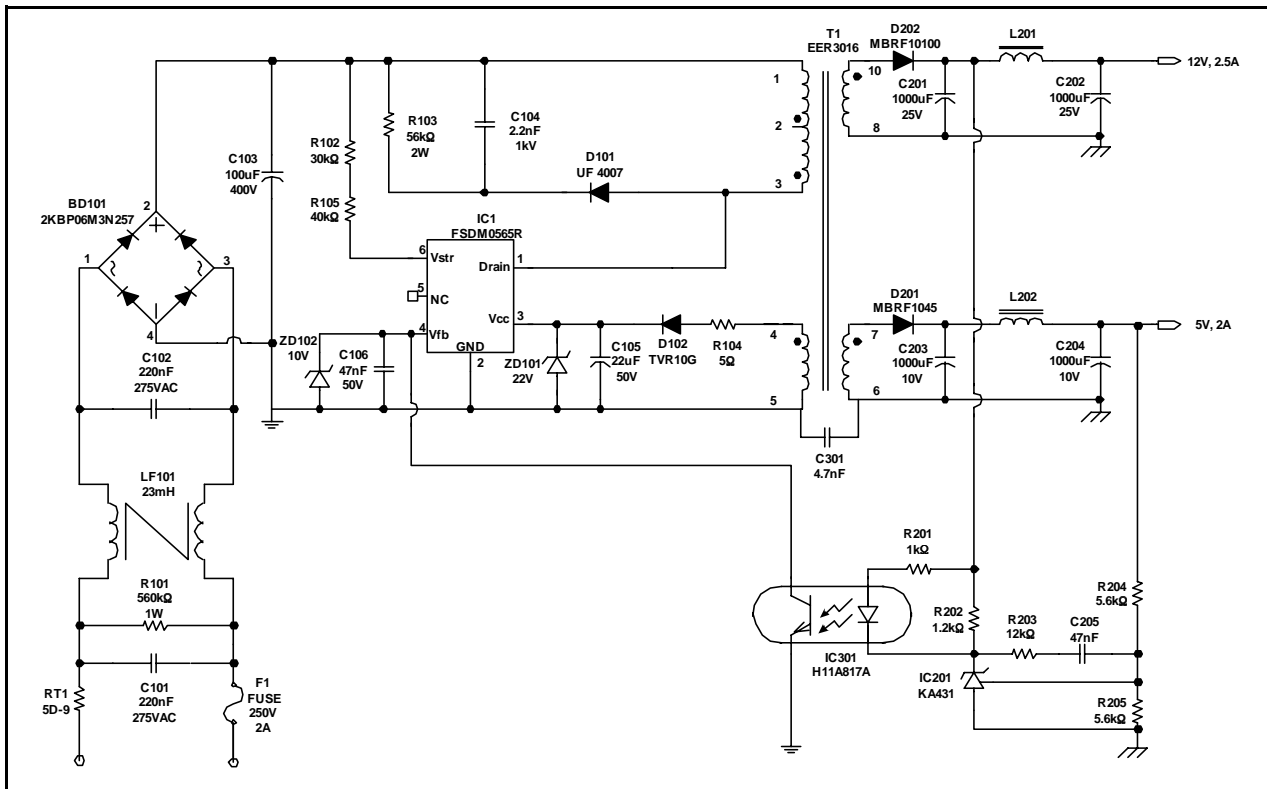 T1
EER3016
D202
MBRF10100
L201
12V, 2.5A
1
2
3
10
8
C201
1000uF
25V
C202
1000uF
25V
R103
56kΩ
2W
C104
2.2nF
1kV
D101
UF 4007
R102
30kΩ
R105
40kΩ
C103
100uF
400V
BD101
2KBP06M3N257
2
1
3
4
IC1
FSDM0565R
6
Vstr
Drain
1
5
NC
Vcc
3
4
Vfb
GND
2
ZD102
10V
C106
47nF
50V
ZD101
22V
C105
22uF
50V
D102
TVR10G
R104
5Ω
4
5
7
6
D201
MBRF1045
L202
5V, 2A
C203
1000uF
10V
C204
1000uF
10V
C301
4.7nF
C102
220nF
275VAC
LF101
23mH
R101
560kΩ
1W
C101
220nF
275VAC
RT1
5D-9
F1
FUSE
250V
2A
R201
1kΩ
R202
1.2kΩ
R203
12kΩ
C205
47nF
R204
5.6kΩ
R205
5.6kΩ
IC301
H11A817A
IC201
KA431